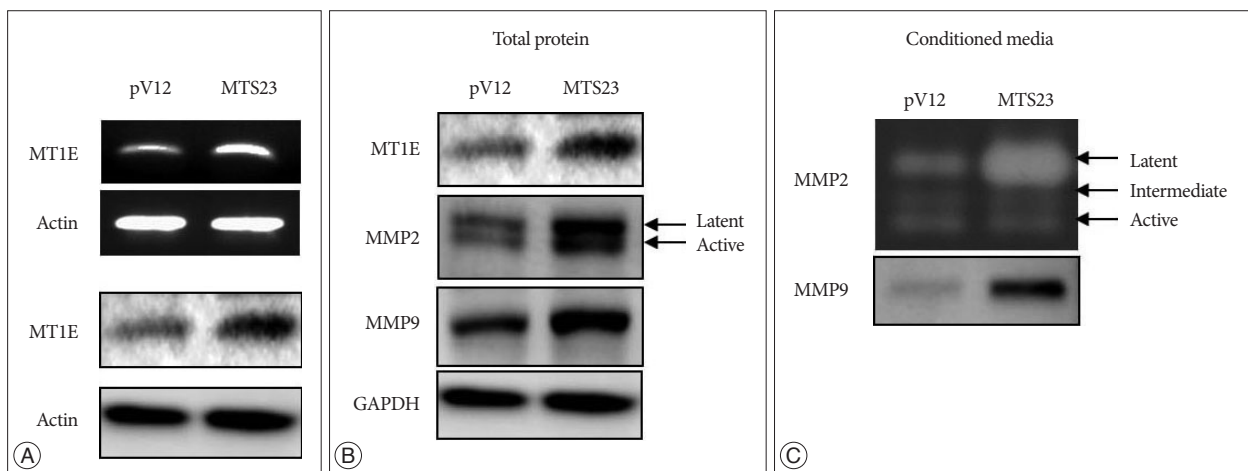 pV12 MTS23
MT1E
Actin
MT1E
Actin
A
Total protein
pV12 MTS23
MT1E
MMP2
Latent
Active
MMP9
GAPDH
B
Conditioned media
pV12 MTS23
MMP2
Latent
Intermediate
Active
MMP9
C